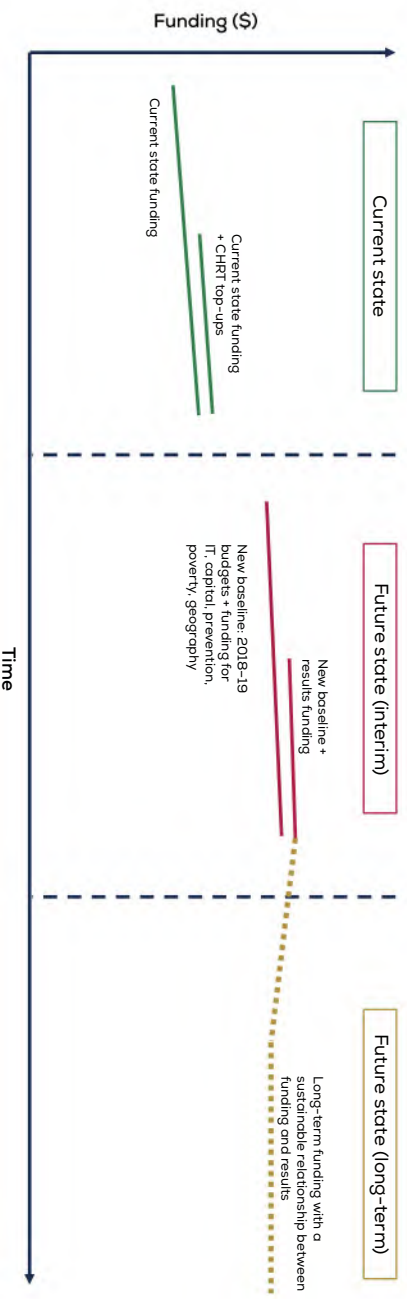 Funding ($)
Current state
Current state funding
+ CHRT top-ups
Current state funding
Future state (interim)
New baseline +
results funding
New baseline: 2018–19
budgets + funding for
IT, capital, prevention,
poverty, geography
Future state (long-term)
Long-term funding with a
sustainable relationship between
funding and results
Time